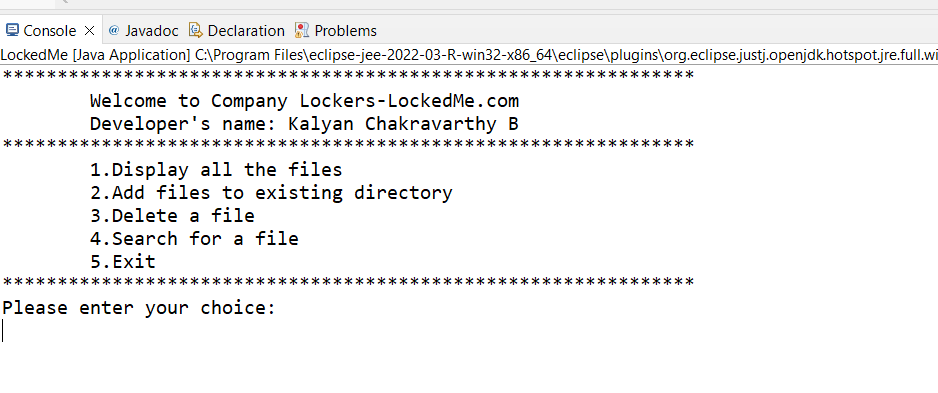 Console @ Javadoc Declaration Problems
LockedMe [Java Application] C:\Program Files\eclipse-jee-2022-03-R-win32-x86_64\eclipse\plugins\org.eclipse.justj.openjdk.hotspot.jre.full.wi
***************************************************************
Welcome to Company Lockers-LockedMe.com
Developer's name: Kalyan Chakravarthy B
***************************************************************
1.Display all the files
2.Add files to existing directory
3.Delete a file
4.Search for a file
5.Exit
***************************************************************
Please enter your choice: